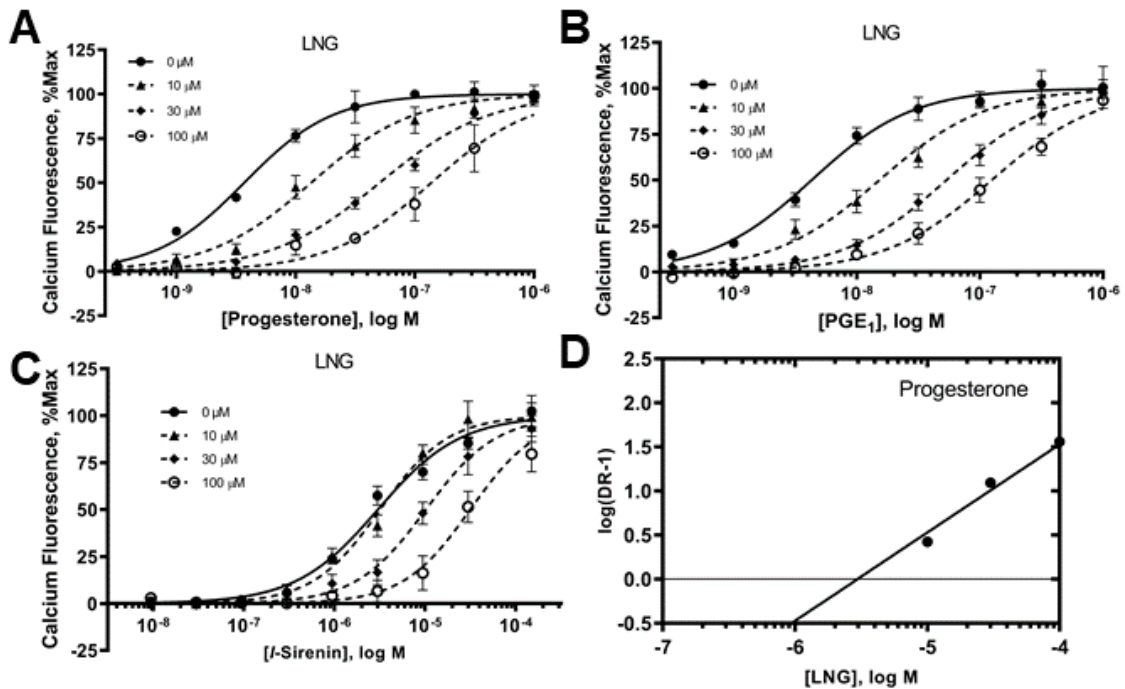 A
LNG
Calcium Fluorescence, %Max
125
100
75
50
25
0
-25
0 μM
10 μM
30 μM
100 μM
10⁻⁹
10⁻⁸
10⁻⁷
10⁻⁶
[Progesterone], log M
B
LNG
Calcium Fluorescence, %Max
125
100
75
50
25
0
-25
0 μM
10 μM
30 μM
100 μM
10⁻⁹
10⁻⁸
10⁻⁷
10⁻⁶
[PGE₁], log M
C
LNG
Calcium Fluorescence, %Max
125
100
75
50
25
0
-25
0 μM
10 μM
30 μM
100 μM
10⁻⁸
10⁻⁷
10⁻⁶
10⁻⁵
10⁻⁴
[l-Sirenin], log M
D
Progesterone
log(DR-1)
2.5
2.0
1.5
1.0
0.5
0.0
-0.5
-7
-6
-5
-4
[LNG], log M